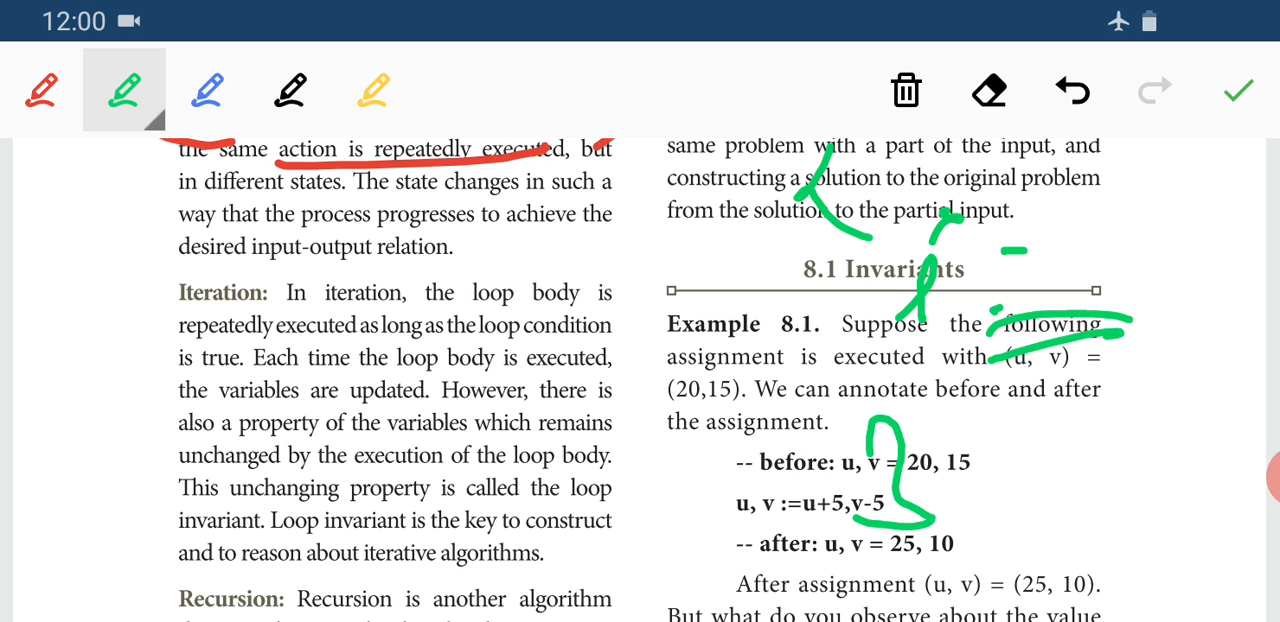 12:00
the same action is repeatedly executed, but
in different states. The state changes in such a
way that the process progresses to achieve the
desired input-output relation.
Iteration: In iteration, the loop body is
repeatedly executed as long as the loop condition
is true. Each time the loop body is executed,
the variables are updated. However, there is
also a property of the variables which remains
unchanged by the execution of the loop body.
This unchanging property is called the loop
invariant. Loop invariant is the key to construct
and to reason about iterative algorithms.
Recursion: Recursion is another algorithm
same problem with a part of the input, and
constructing a solution to the original problem
from the solution to the partial input.
8.1 Invariants
Example 8.1. Suppose the following
assignment is executed with (u, v) =
(20,15). We can annotate before and after
the assignment.
-- before: u, v = 20, 15
u, v :=u+5,v-5
-- after: u, v = 25, 10
After assignment (u, v) = (25, 10).
But what do you observe about the value